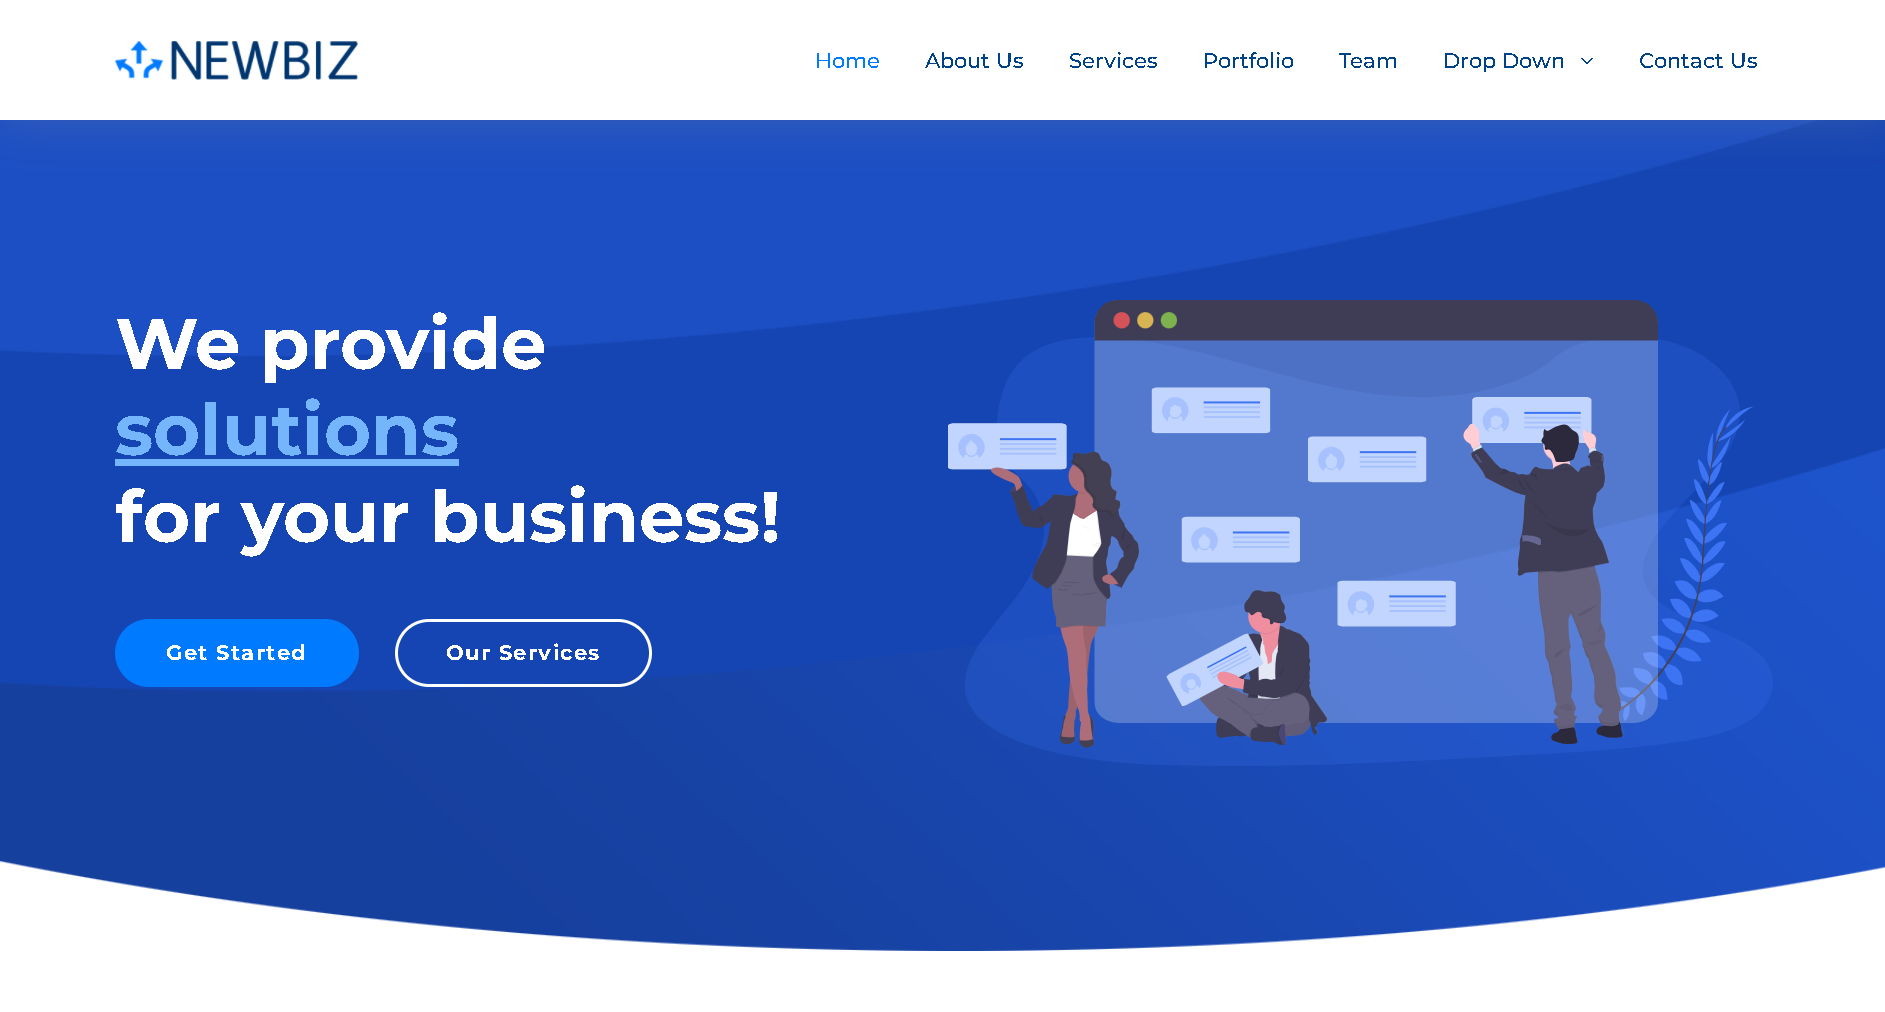 NEWBIZ
Home About Us Services Portfolio Team Drop Down Contact Us
We provide
solutions
for your business!
Get Started Our Services